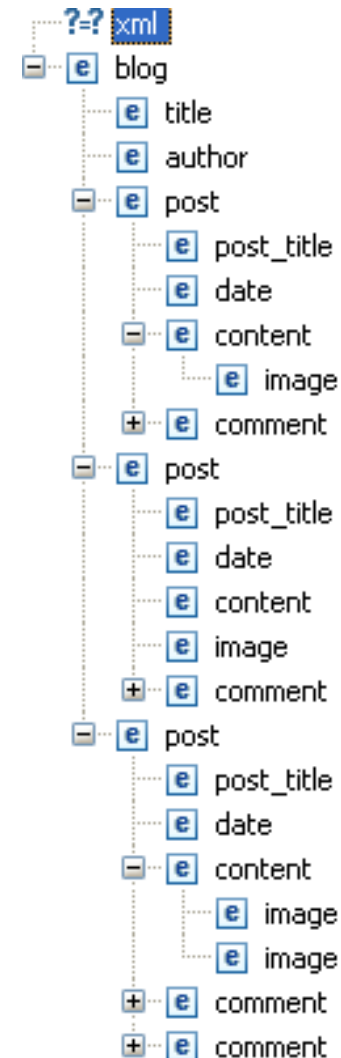 ?=? xml
e blog
e title
e author
e post
e post_title
e date
e content
e image
e comment
e post
e post_title
e date
e content
e image
e comment
e post
e post_title
e date
e content
e image
e image
e comment
e comment